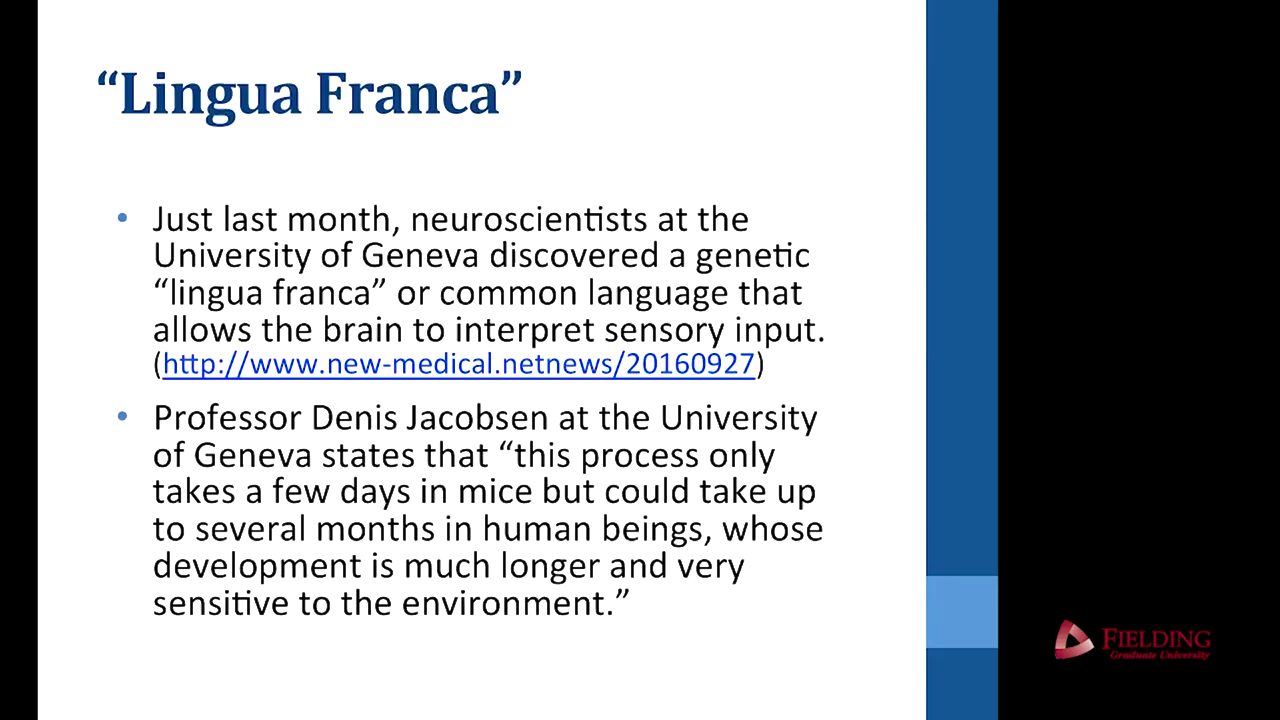 “Lingua Franca”
• Just last month, neuroscientists at the
University of Geneva discovered a genetic
“lingua franca” or common language that
allows the brain to interpret sensory input.
(http://www.new-medical.netnews/20160927)
• Professor Denis Jacobsen at the University
of Geneva states that “this process only
takes a few days in mice but could take up
to several months in human beings, whose
development is much longer and very
sensitive to the environment.”
FIELDING
Graduate University